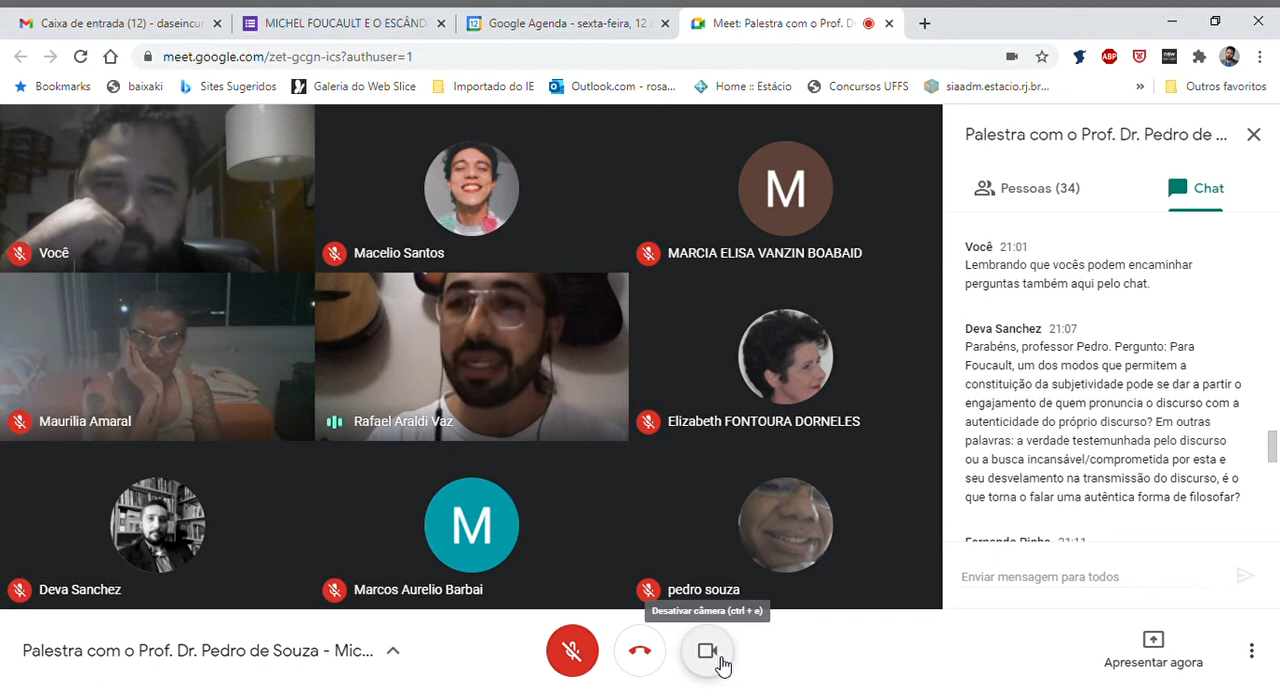 Caixa de entrada (12) - daseincur
MICHEL FOUCAULT E O ESCÂND
Google Agenda - sexta-feira, 12 d
Meet: Palestra com o Prof. D
meet.google.com/zet-gcgn-ics?authuser=1
ABP
Bookmarks
baixaki
Sites Sugeridos
Galeria do Web Slice
Importado do IE
Outlook.com - rosa...
Home :: Estácio
Concursos UFFS
siaadm.estacio.rj.br...
»
Outros favoritos
Palestra com o Prof. Dr. Pedro de ...
Pessoas (34)
Chat
Você 21:01
Lembrando que vocês podem encaminhar
perguntas também aqui pelo chat.
Deva Sanchez 21:07
Parabéns, professor Pedro. Pergunto: Para
Foucault, um dos modos que permitem a
constituição da subjetividade pode se dar a partir o
engajamento de quem pronuncia o discurso com a
autenticidade do próprio discurso? Em outras
palavras: a verdade testemunhada pelo discurso
ou a busca incansável/comprometida por esta e
seu desvelamento na transmissão do discurso, é o
que torna o falar uma autêntica forma de filosofar?
Enviar mensagem para todos
Você
Macelio Santos
M
MARCIA ELISA VANZIN BOABAID
Maurilia Amaral
Rafael Araldi Vaz
Elizabeth FONTOURA DORNELES
Deva Sanchez
M
Marcos Aurelio Barbai
pedro souza
Desativar câmera (ctrl + e)
Palestra com o Prof. Dr. Pedro de Souza - Mic...
Apresentar agora